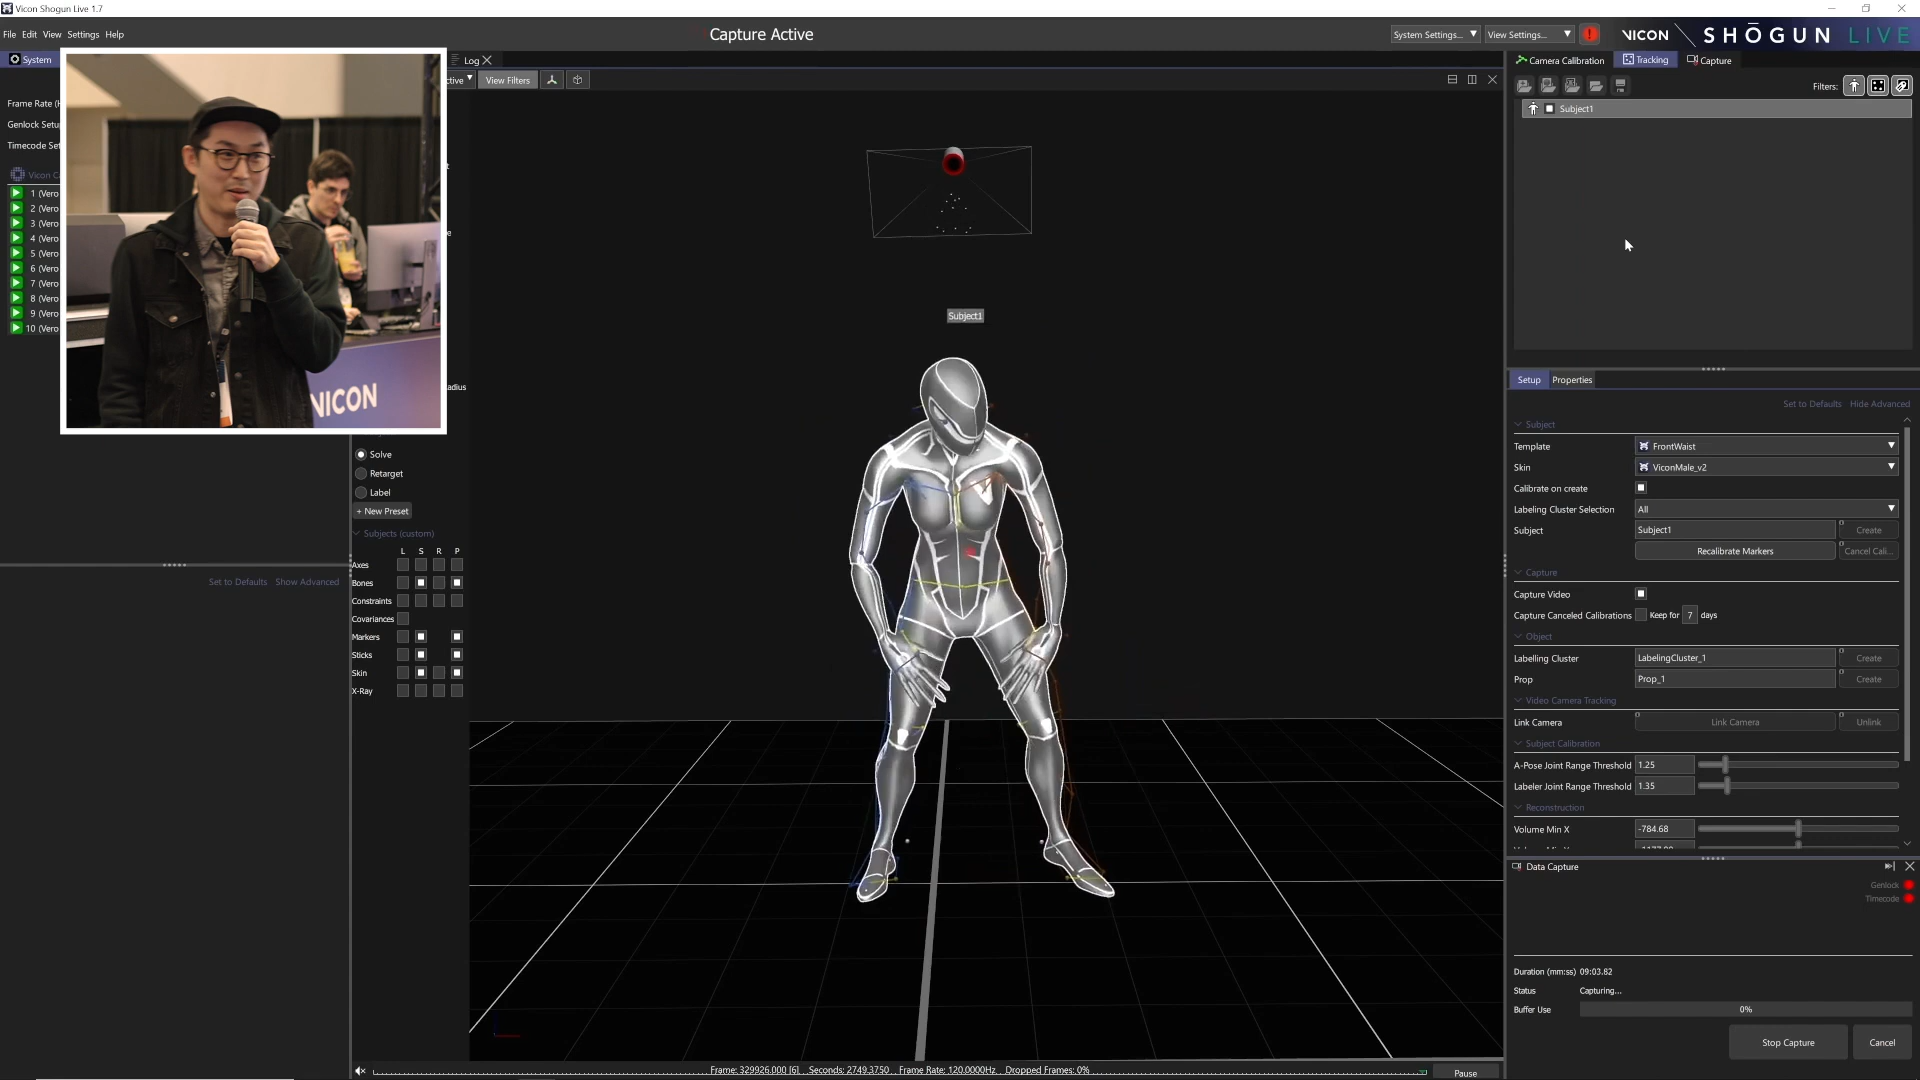 Vicon Shogun Live 1.7
File Edit View Settings Help
Capture Active
System Settings...
View Settings...
VICON
SHŌGUN LIVE
System
Log
Camera Calibration
Tracking
Capture
View Filters
Filters:
Subject1
Genlock
Vicon
1 (Vero
2 (Vero
3 (Vero
4 (Vero
5 (Vero
6 (Vero
7 (Vero
8 (Vero
9 (Vero
10 (Vero
VICON
Subject1
Solve
Retarget
Label
+ New Preset
Subjects (custom)
L S R P
Axes
Bones
Constraints
Covariances
Markers
Sticks
Skin
X-Ray
Set to Defaults Show Advanced
Setup Properties
Set to Defaults Hide Advanced
Subject
Template FrontWaist
Skin ViconMale_v2
Calibrate on create
Labeling Cluster Selection All
Subject Subject1 Create
Recalibrate Markers Cancel Cali...
Capture
Capture Video
Capture Canceled Calibrations Keep for 7 days
Object
Labelling Cluster LabelingCluster_1 Create
Prop Prop_1 Create
Video Camera Tracking
Link Camera Link Camera Unlink
Subject Calibration
A-Pose Joint Range Threshold 1.25
Labeler Joint Range Threshold 1.35
Reconstruction
Volume Min X -784.68
Data Capture
Genlock
Timecode
Duration (mm:ss) 09:03.82
Status Capturing...
Buffer Use 0%
Stop Capture Cancel
Frame: 329926.000 [6] Seconds: 2749.3750 Frame Rate: 120.0000Hz Dropped Frames: 0%
Pause